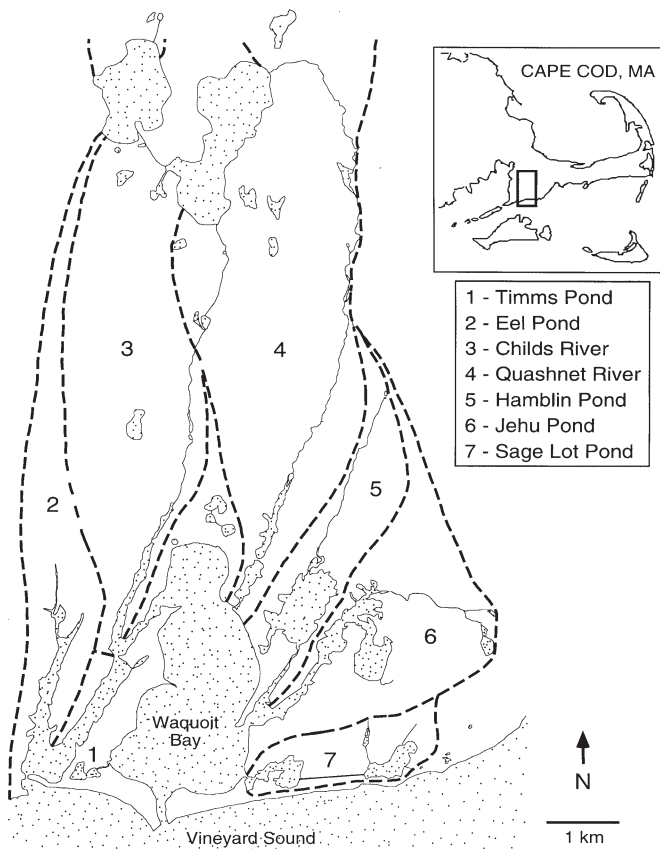 CAPE COD, MA
1 - Timms Pond
2 - Eel Pond
3 - Childs River
4 - Quashnet River
5 - Hamblin Pond
6 - Jehu Pond
7 - Sage Lot Pond
3
4
2
5
6
Waquoit
Bay
1
7
N
1 km
Vineyard Sound